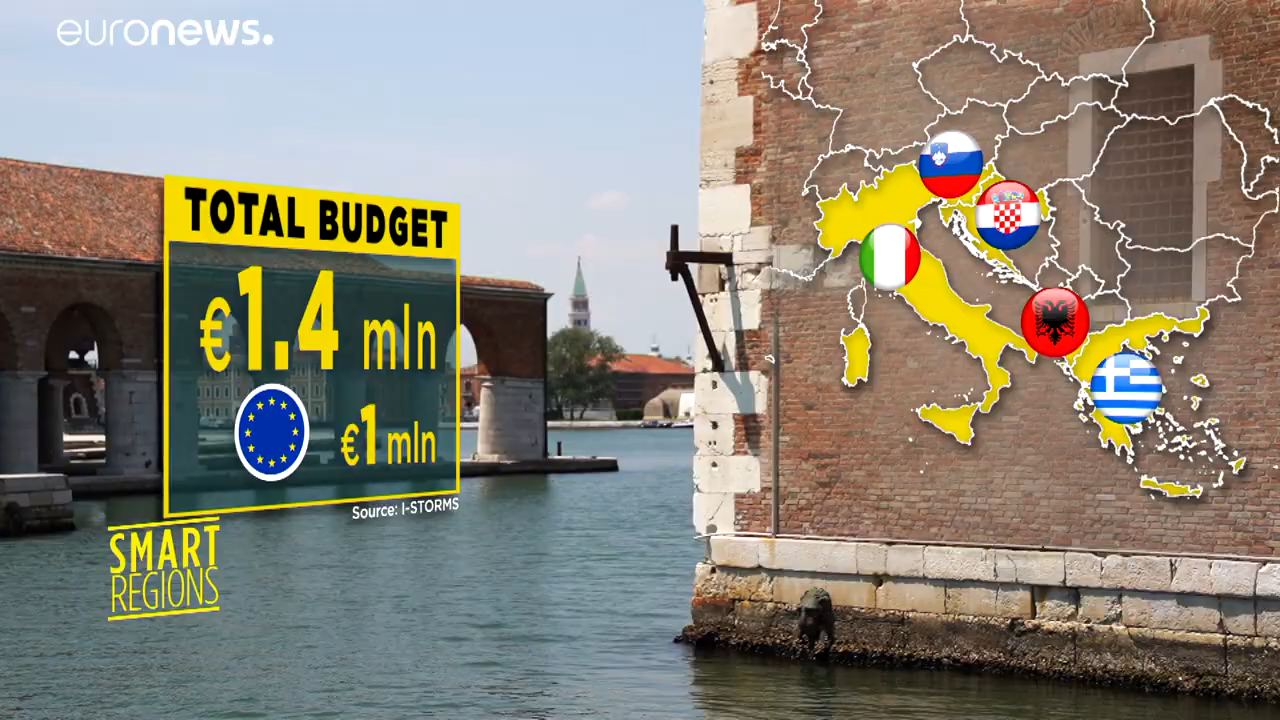 euronews.
TOTAL BUDGET
€1.4 mln
€1 mln
Source: I-STORMS
SMART
REGIONS